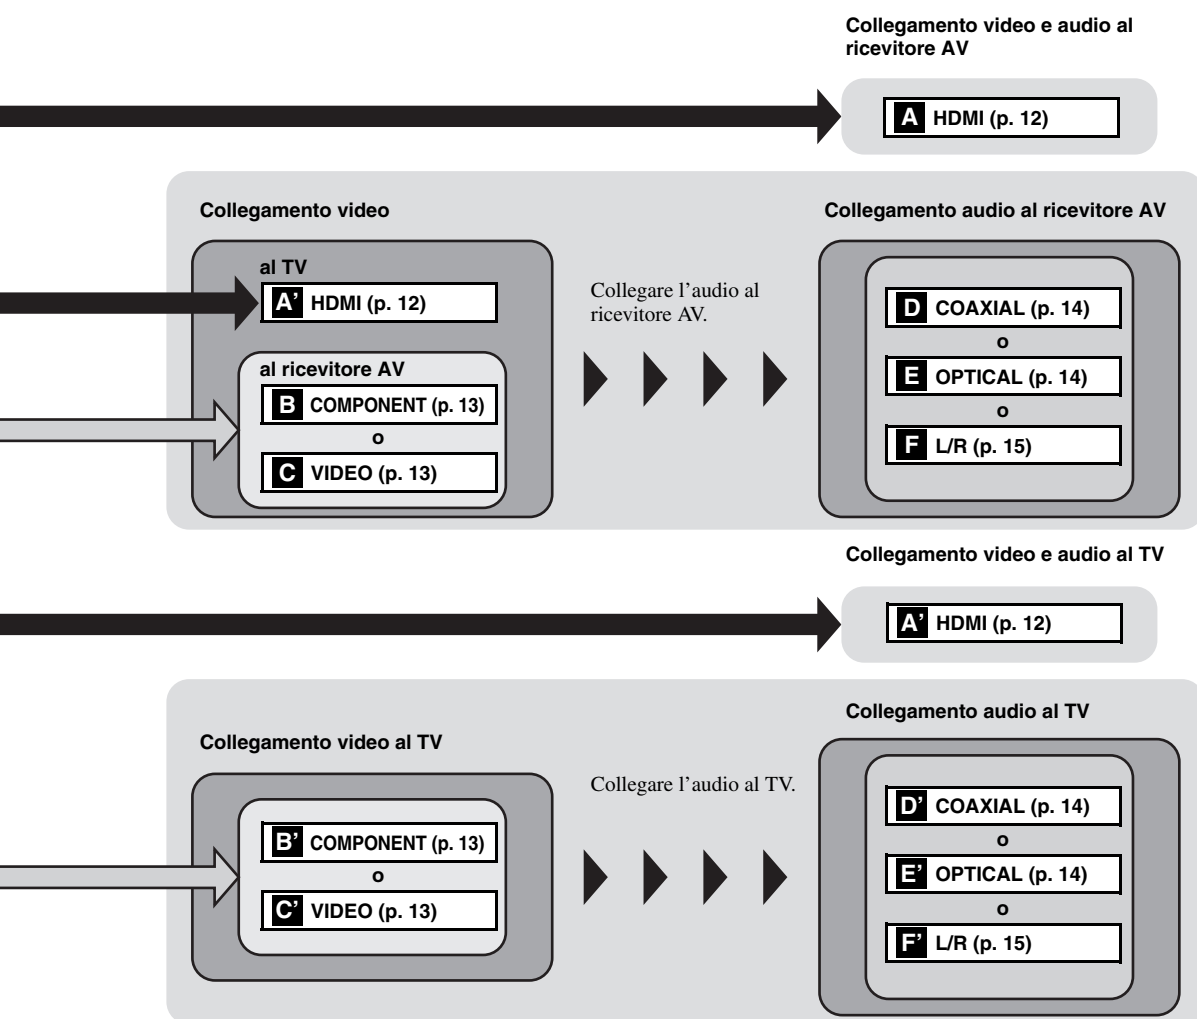 Collegamento video e audio al
ricevitore AV
A HDMI (p. 12)
Collegamento video
al TV
A’ HDMI (p. 12)
al ricevitore AV
B COMPONENT (p. 13)
o
C VIDEO (p. 13)
Collegare l’audio al
ricevitore AV.
Collegamento audio al ricevitore AV
D COAXIAL (p. 14)
o
E OPTICAL (p. 14)
o
F L/R (p. 15)
Collegamento video e audio al TV
A’ HDMI (p. 12)
Collegamento video al TV
B’ COMPONENT (p. 13)
o
C’ VIDEO (p. 13)
Collegare l’audio al TV.
Collegamento audio al TV
D’ COAXIAL (p. 14)
o
E’ OPTICAL (p. 14)
o
F’ L/R (p. 15)